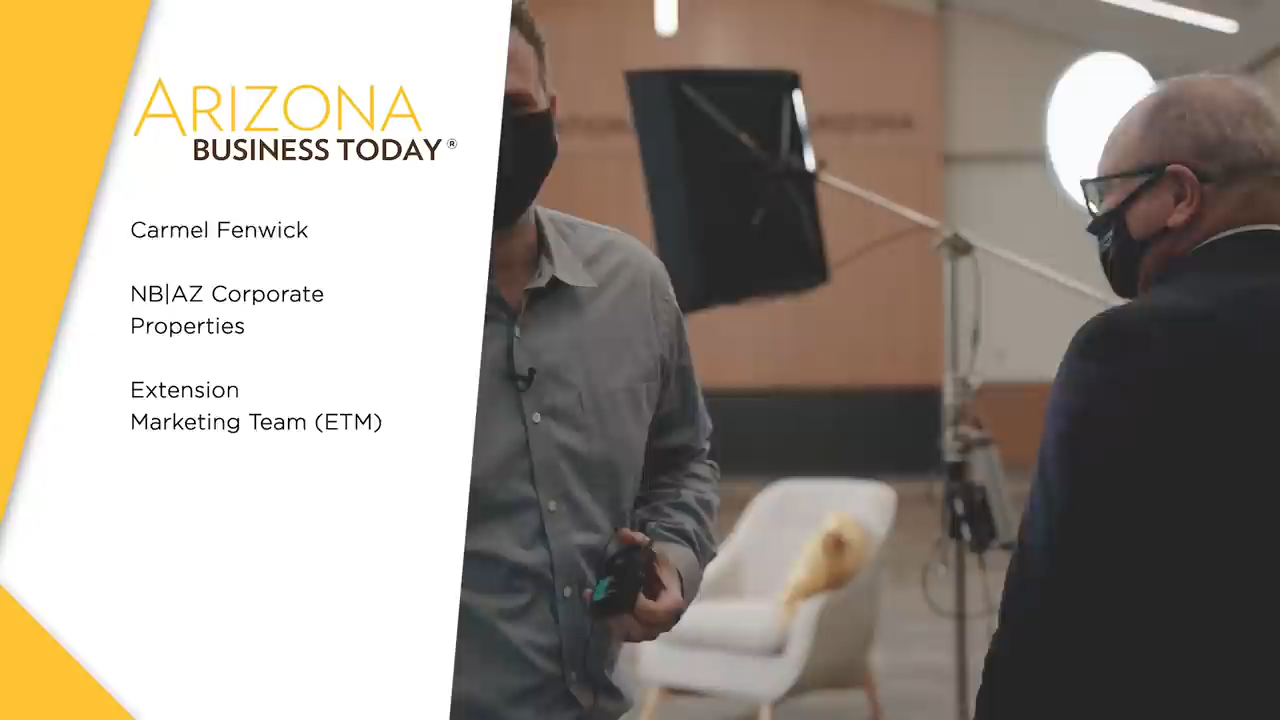 ARIZONA
BUSINESS TODAY®
Carmel Fenwick
NB|AZ Corporate
Properties
Extension
Marketing Team (ETM)